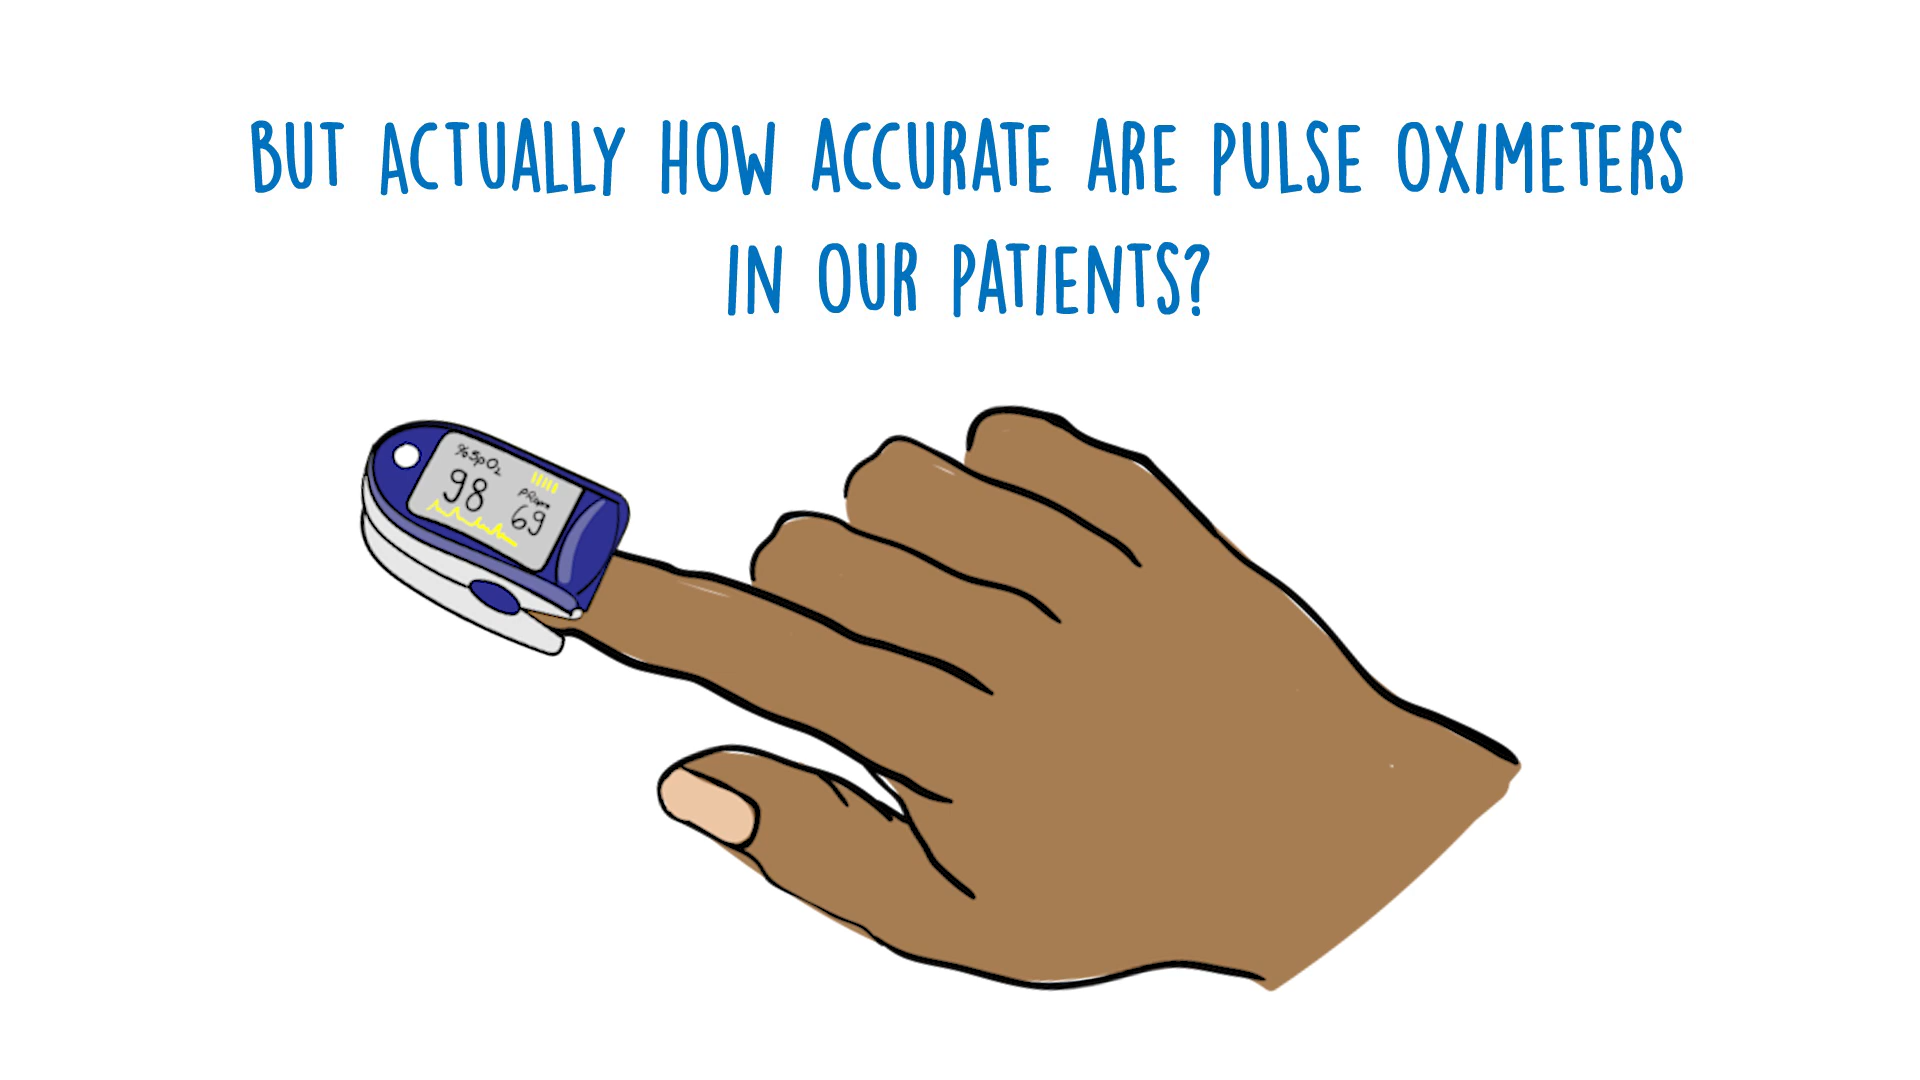 BUT ACTUALLY HOW ACCURATE ARE PULSE OXIMETERS
IN OUR PATIENTS?
%SpO₂
98
PRbpm
69